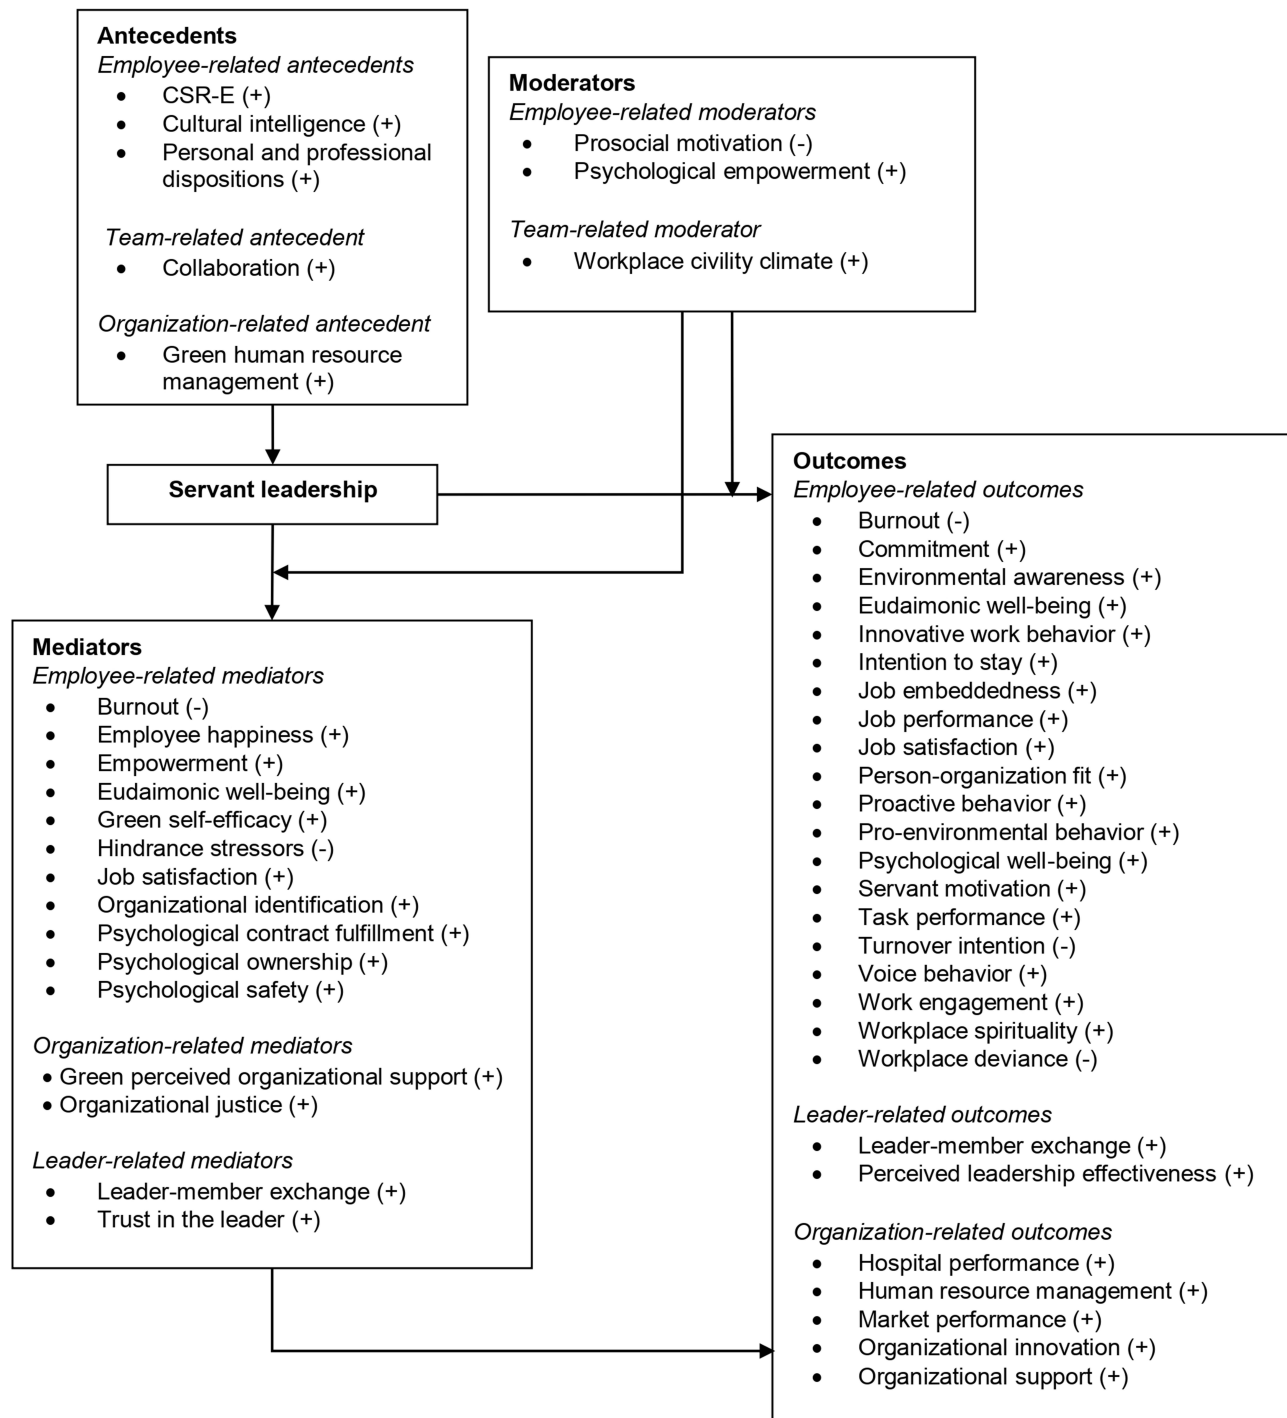 Antecedents
Employee-related antecedents
• CSR-E (+)
• Cultural intelligence (+)
• Personal and professional
dispositions (+)
Team-related antecedent
• Collaboration (+)
Organization-related antecedent
• Green human resource
management (+)
Moderators
Employee-related moderators
• Prosocial motivation (-)
• Psychological empowerment (+)
Team-related moderator
• Workplace civility climate (+)
Servant leadership
Mediators
Employee-related mediators
• Burnout (-)
• Employee happiness (+)
• Empowerment (+)
• Eudaimonic well-being (+)
• Green self-efficacy (+)
• Hindrance stressors (-)
• Job satisfaction (+)
• Organizational identification (+)
• Psychological contract fulfillment (+)
• Psychological ownership (+)
• Psychological safety (+)
Organization-related mediators
• Green perceived organizational support (+)
• Organizational justice (+)
Leader-related mediators
• Leader-member exchange (+)
• Trust in the leader (+)
Outcomes
Employee-related outcomes
• Burnout (-)
• Commitment (+)
• Environmental awareness (+)
• Eudaimonic well-being (+)
• Innovative work behavior (+)
• Intention to stay (+)
• Job embeddedness (+)
• Job performance (+)
• Job satisfaction (+)
• Person-organization fit (+)
• Proactive behavior (+)
• Pro-environmental behavior (+)
• Psychological well-being (+)
• Servant motivation (+)
• Task performance (+)
• Turnover intention (-)
• Voice behavior (+)
• Work engagement (+)
• Workplace spirituality (+)
• Workplace deviance (-)
Leader-related outcomes
• Leader-member exchange (+)
• Perceived leadership effectiveness (+)
Organization-related outcomes
• Hospital performance (+)
• Human resource management (+)
• Market performance (+)
• Organizational innovation (+)
• Organizational support (+)